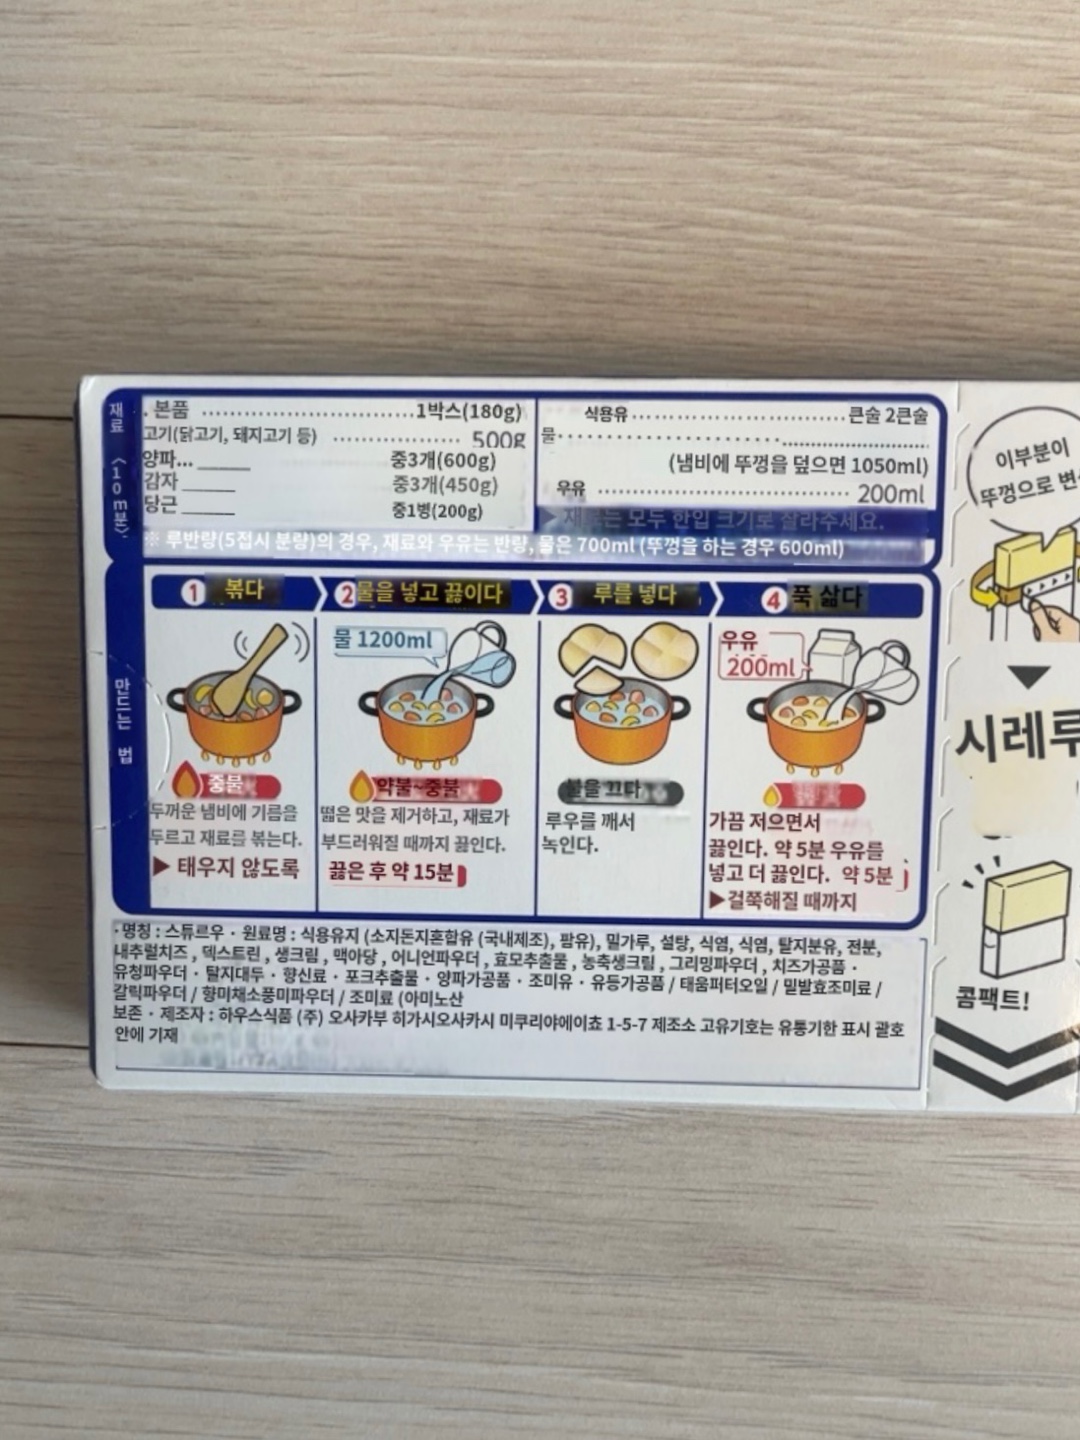 재료 〈10m분〉
. 본품 ........ 1박스(180g)
고기(닭고기, 돼지고기 등) ........ 500g
양파... 중3개(600g)
감자 중3개(450g)
당근 중1병(200g)
식용유 ........ 큰술 2큰술
물 ........
(냄비에 뚜껑을 덮으면 1050ml)
우유 ........ 200ml
재료는 모두 한입 크기로 잘라주세요.
※ 루반량(5접시 분량)의 경우, 재료와 우유는 반량, 물은 700ml (뚜껑을 하는 경우 600ml)
만드는 법
1 볶다
중불
두꺼운 냄비에 기름을
두르고 재료를 볶는다.
▶ 태우지 않도록
2 물을 넣고 끓이다
물 1200ml
약불~중불
떫은 맛을 제거하고, 재료가
부드러워질 때까지 끓인다.
끓은 후 약 15분
3 루를 넣다
불을 끄다
루우를 깨서
녹인다.
4 푹 삶다
우유
200ml
가끔 저으면서
끓인다. 약 5분 우유를
넣고 더 끓인다. 약 5분
▶걸쭉해질 때까지
·명칭 : 스튜르우 · 원료명 : 식용유지 (소지돈지혼합유 (국내제조), 팜유), 밀가루, 설탕, 식염, 식염, 탈지분유, 전분,
내추럴치즈 , 덱스트린 , 생크림 , 맥아당 , 어니언파우더 , 효모추출물 , 농축생크림 , 그리밍파우더 , 치즈가공품 ·
유청파우더 · 탈지대두 · 향신료 · 포크추출물 · 양파가공품 · 조미유 · 유등가공품 / 태움퍼터오일 / 밀발효조미료 /
갈릭파우더 / 향미채소풍미파우더 / 조미료 (아미노산
보존 · 제조자 : 하우스식품 (주) 오사카부 히가시오사카시 미쿠리야에이쵸 1-5-7 제조소 고유기호는 유통기한 표시 괄호
안에 기재
이부분이
뚜껑으로 변
시레루
콤팩트!